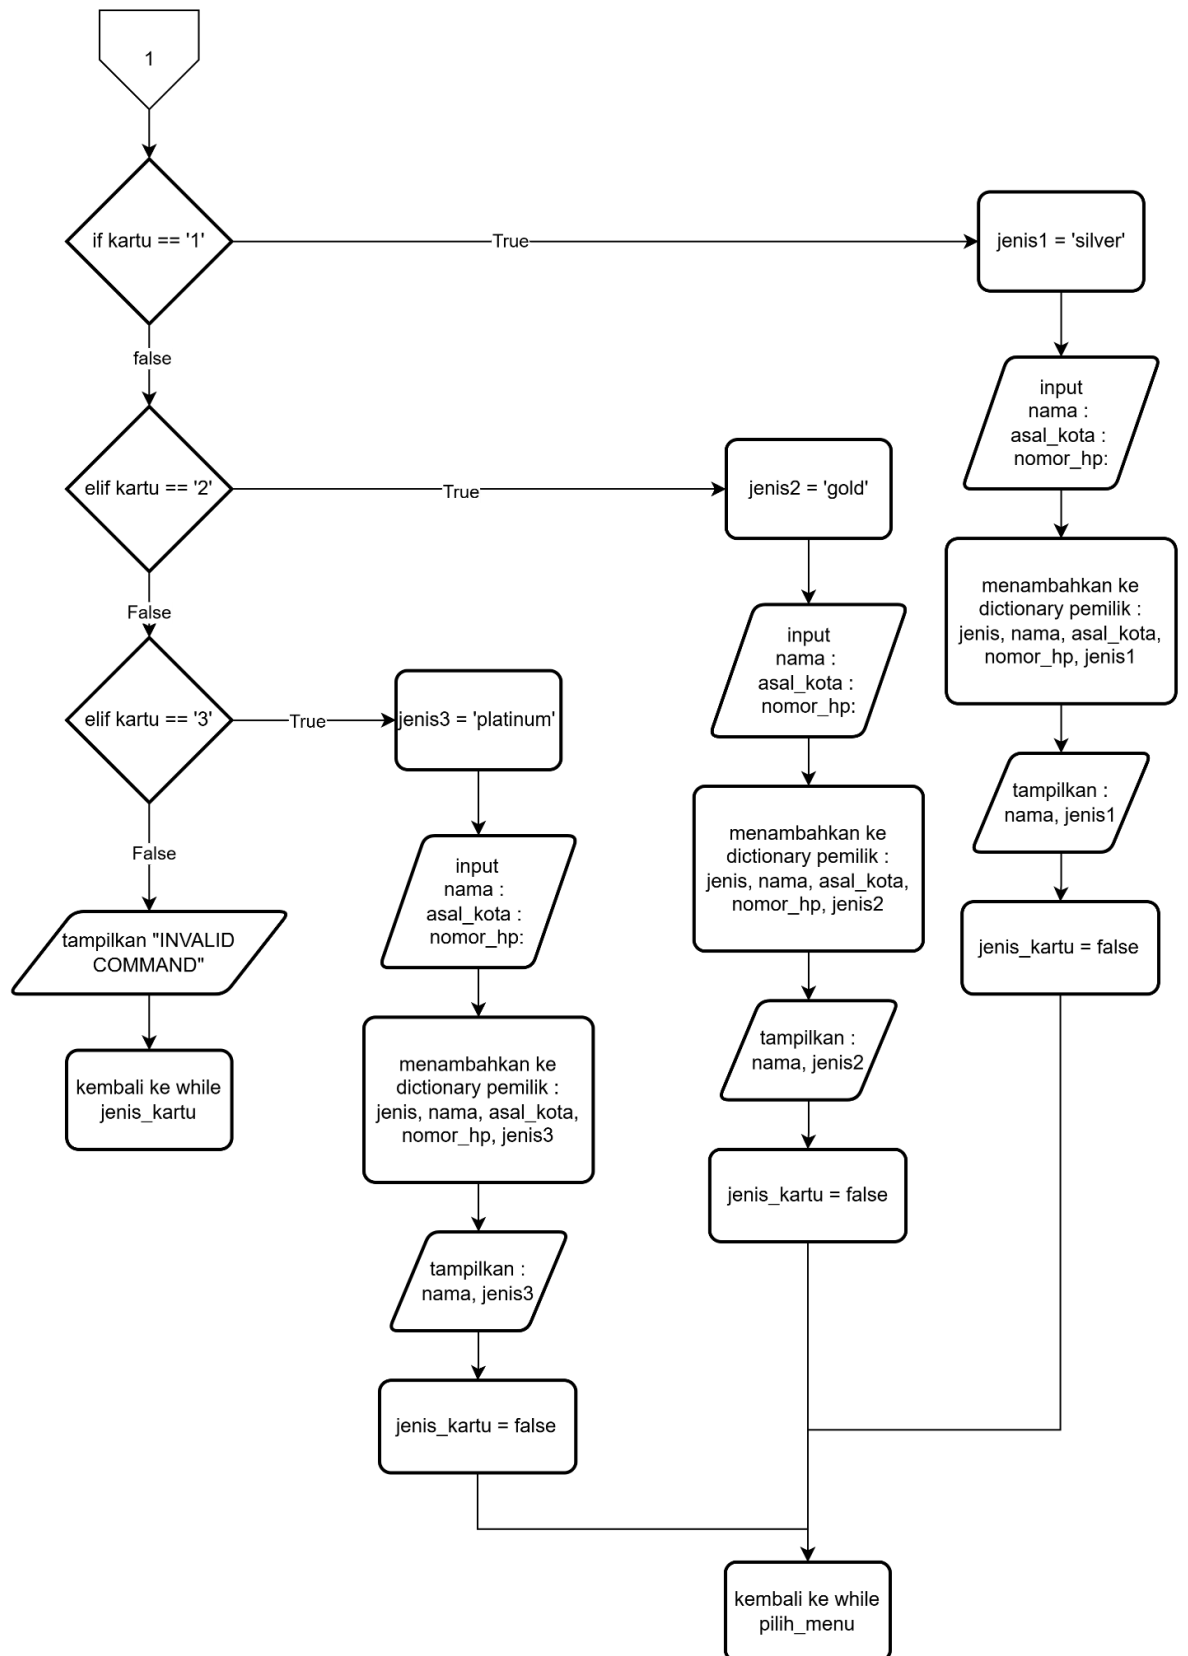 1
if kartu == '1'
True
jenis1 = 'silver'
input
nama :
asal_kota :
nomor_hp:
menambahkan ke
dictionary pemilik :
jenis, nama, asal_kota,
nomor_hp, jenis1
tampilkan :
nama, jenis1
jenis_kartu = false
false
elif kartu == '2'
True
jenis2 = 'gold'
input
nama :
asal_kota :
nomor_hp:
menambahkan ke
dictionary pemilik :
jenis, nama, asal_kota,
nomor_hp, jenis2
tampilkan :
nama, jenis2
jenis_kartu = false
False
elif kartu == '3'
True
jenis3 = 'platinum'
input
nama :
asal_kota :
nomor_hp:
menambahkan ke
dictionary pemilik :
jenis, nama, asal_kota,
nomor_hp, jenis3
tampilkan :
nama, jenis3
jenis_kartu = false
False
tampilkan "INVALID
COMMAND"
kembali ke while
jenis_kartu
kembali ke while
pilih_menu